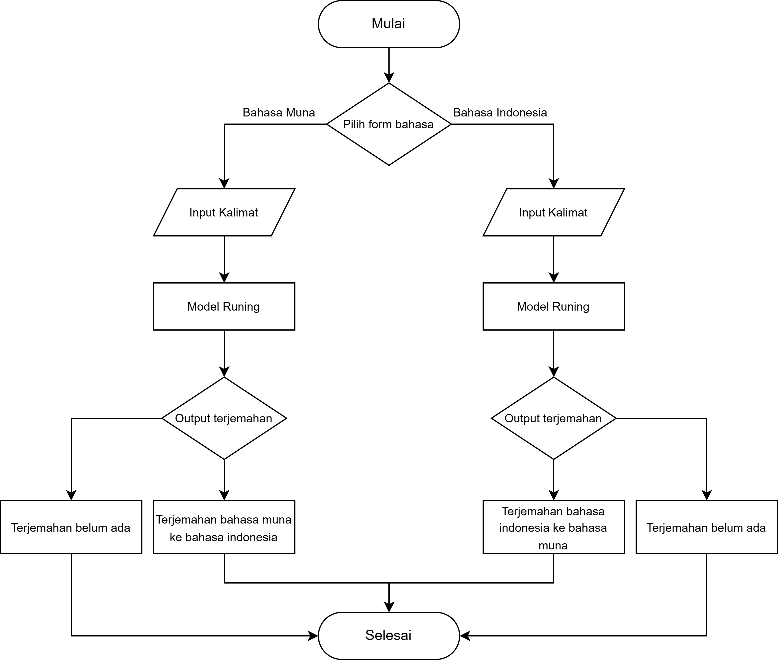 Mulai
Bahasa Muna
Bahasa Indonesia
Pilih form bahasa
Input Kalimat
Input Kalimat
Model Runing
Model Runing
Output terjemahan
Output terjemahan
Terjemahan belum ada
Terjemahan bahasa muna
ke bahasa indonesia
Terjemahan bahasa
indonesia ke bahasa
muna
Terjemahan belum ada
Selesai